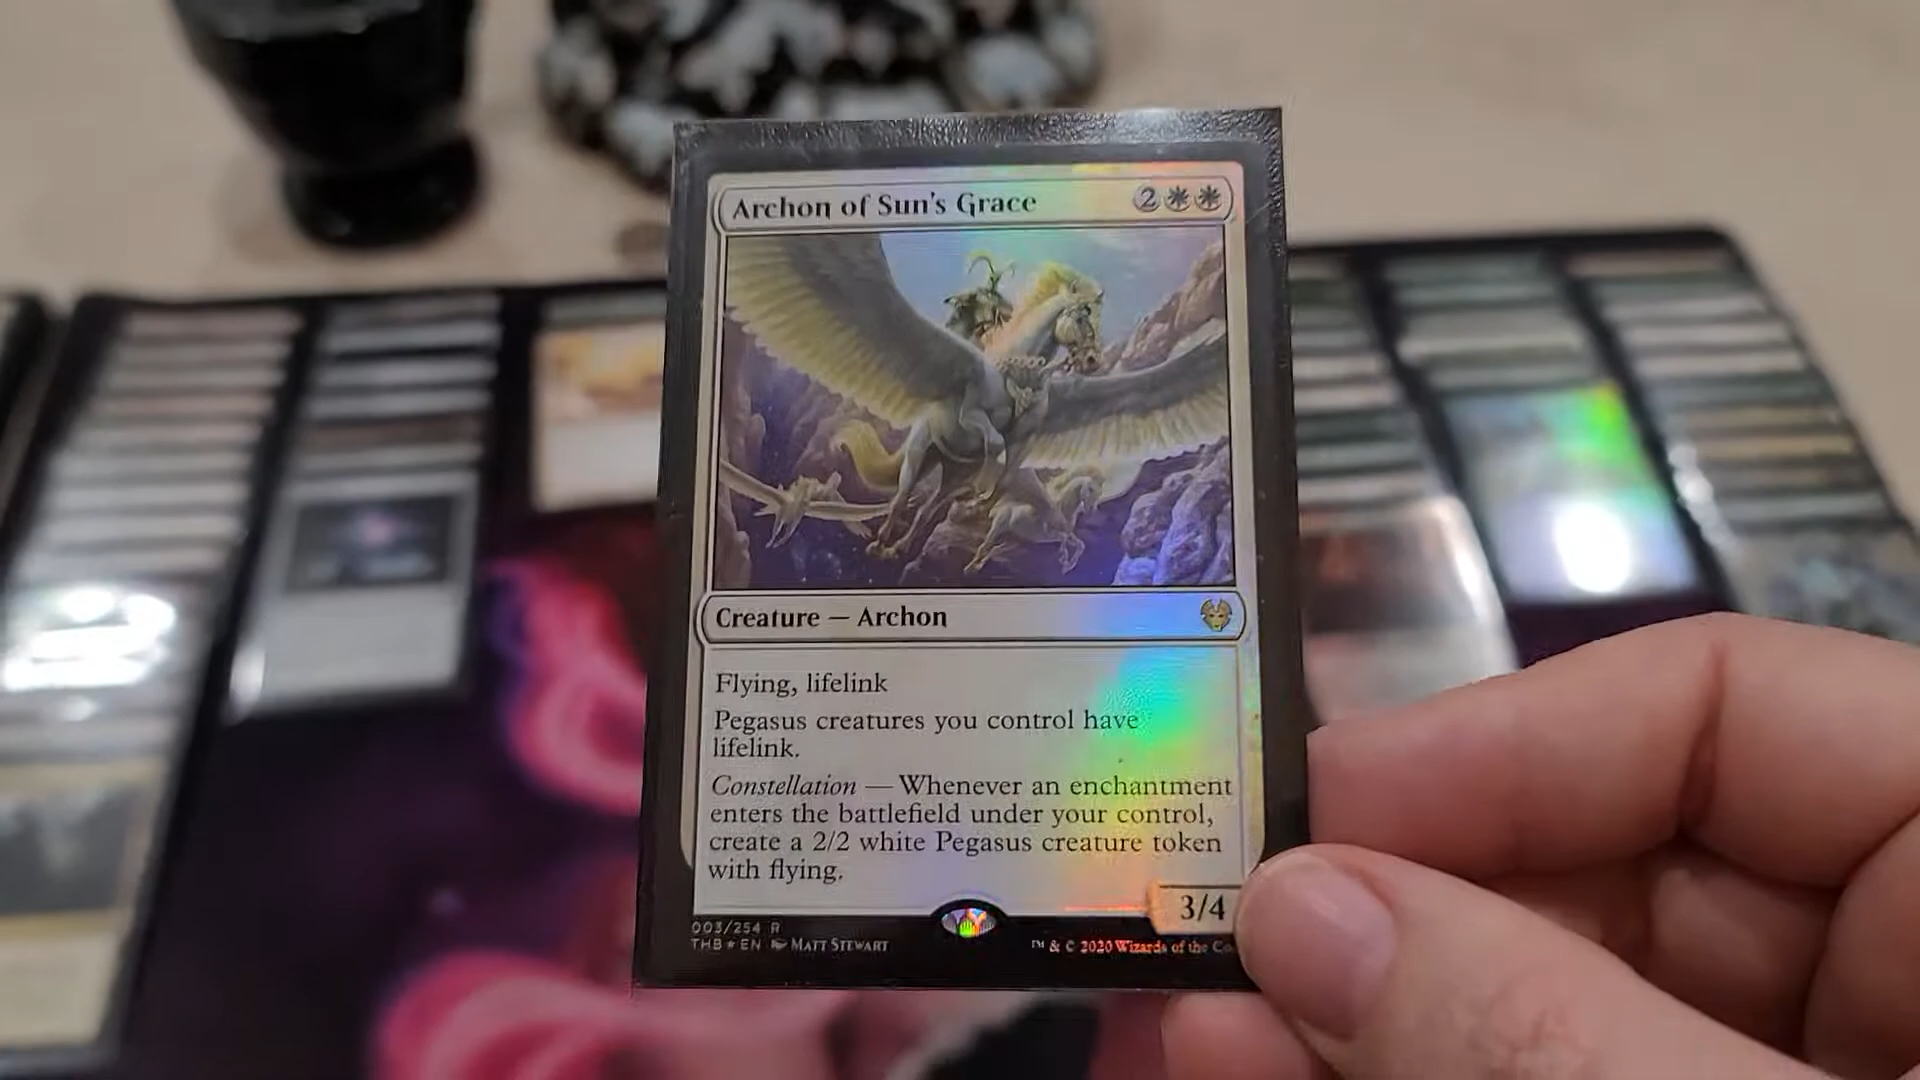 Archon of Sun's Grace 2
Creature — Archon
Flying, lifelink
Pegasus creatures you control have
lifelink.
Constellation — Whenever an enchantment
enters the battlefield under your control,
create a 2/2 white Pegasus creature token
with flying.
3/4
003/254 R
THB ★ EN Matt Stewart
™ & © 2020 Wizards of the Co